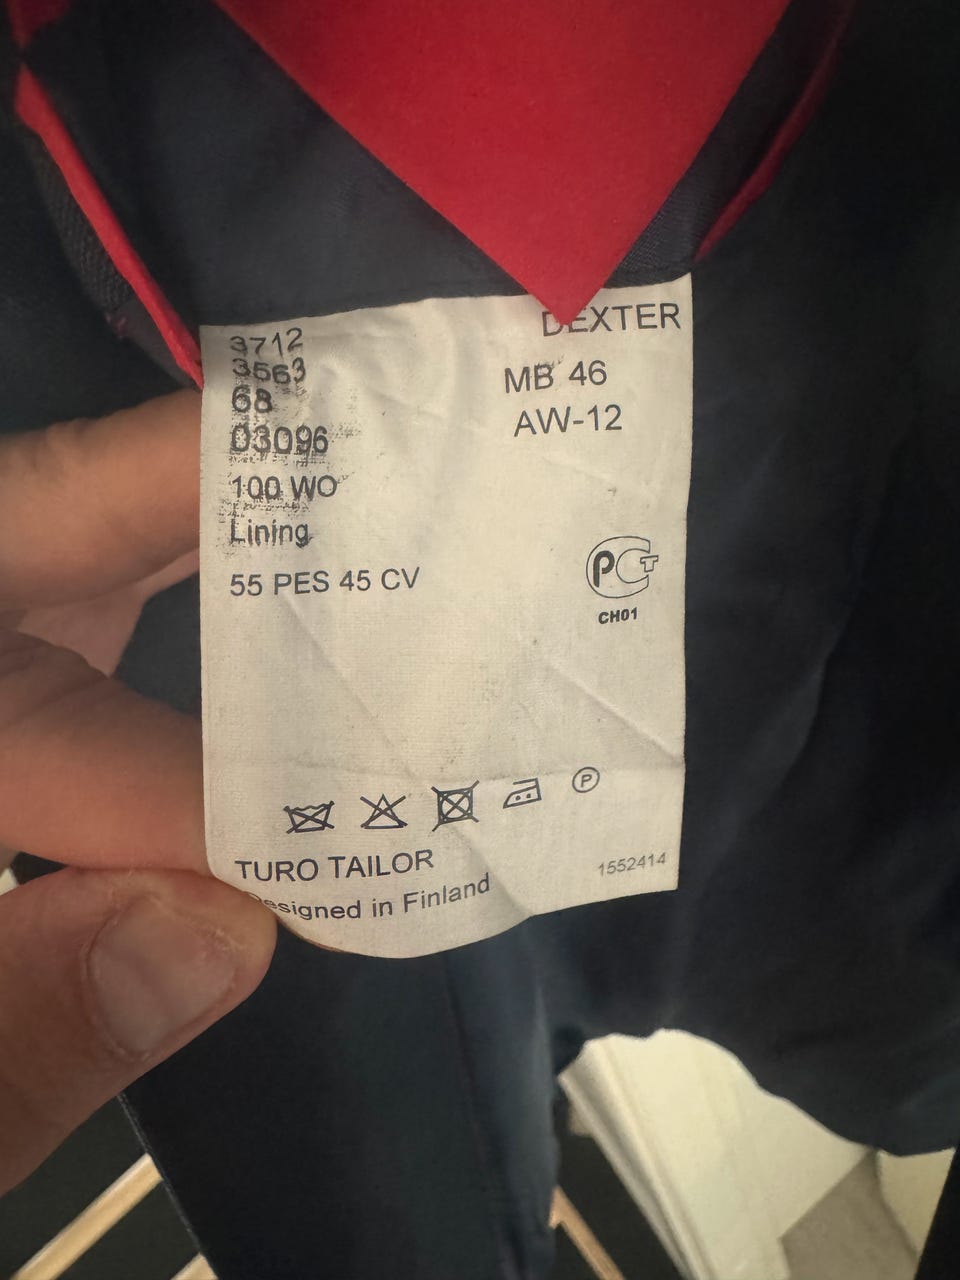 3712
3563
68
03096
100 WO
Lining
55 PES 45 CV
DEXTER
MB 46
AW-12
РСТ
CH01
P
TURO TAILOR
Designed in Finland
1552414